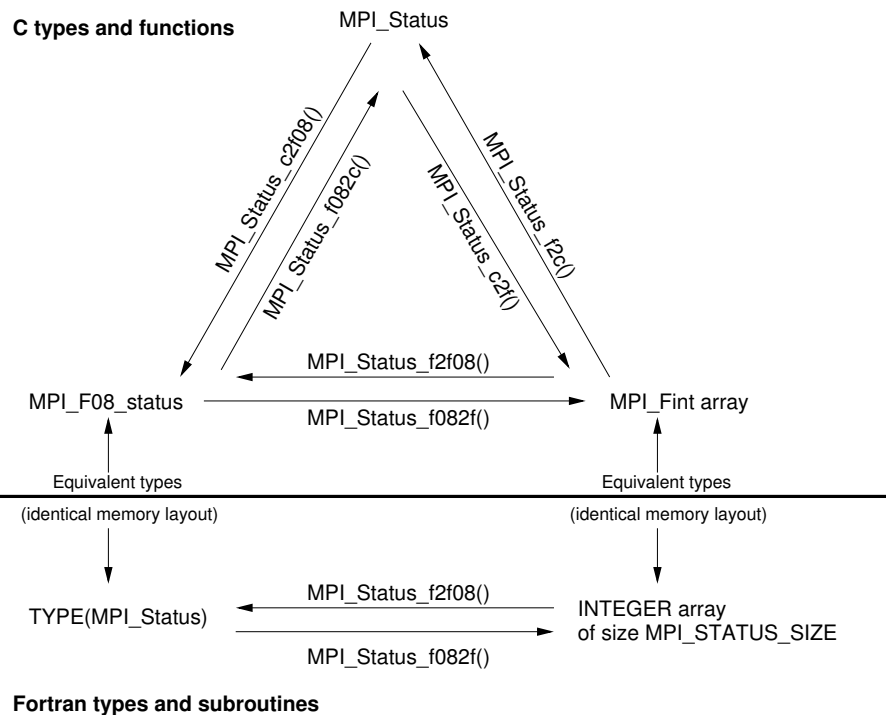 MPI_Status
C types and functions
MPI_Status_c2f08()
MPI_Status_f082c()
MPI_Status_c2f()
MPI_Status_f2c()
MPI_Status_f2f08()
MPI_F08_status
MPI_Fint array
MPI_Status_f082f()
Equivalent types
Equivalent types
(identical memory layout)
(identical memory layout)
MPI_Status_f2f08()
TYPE(MPI_Status)
INTEGER array
of size MPI_STATUS_SIZE
MPI_Status_f082f()
Fortran types and subroutines